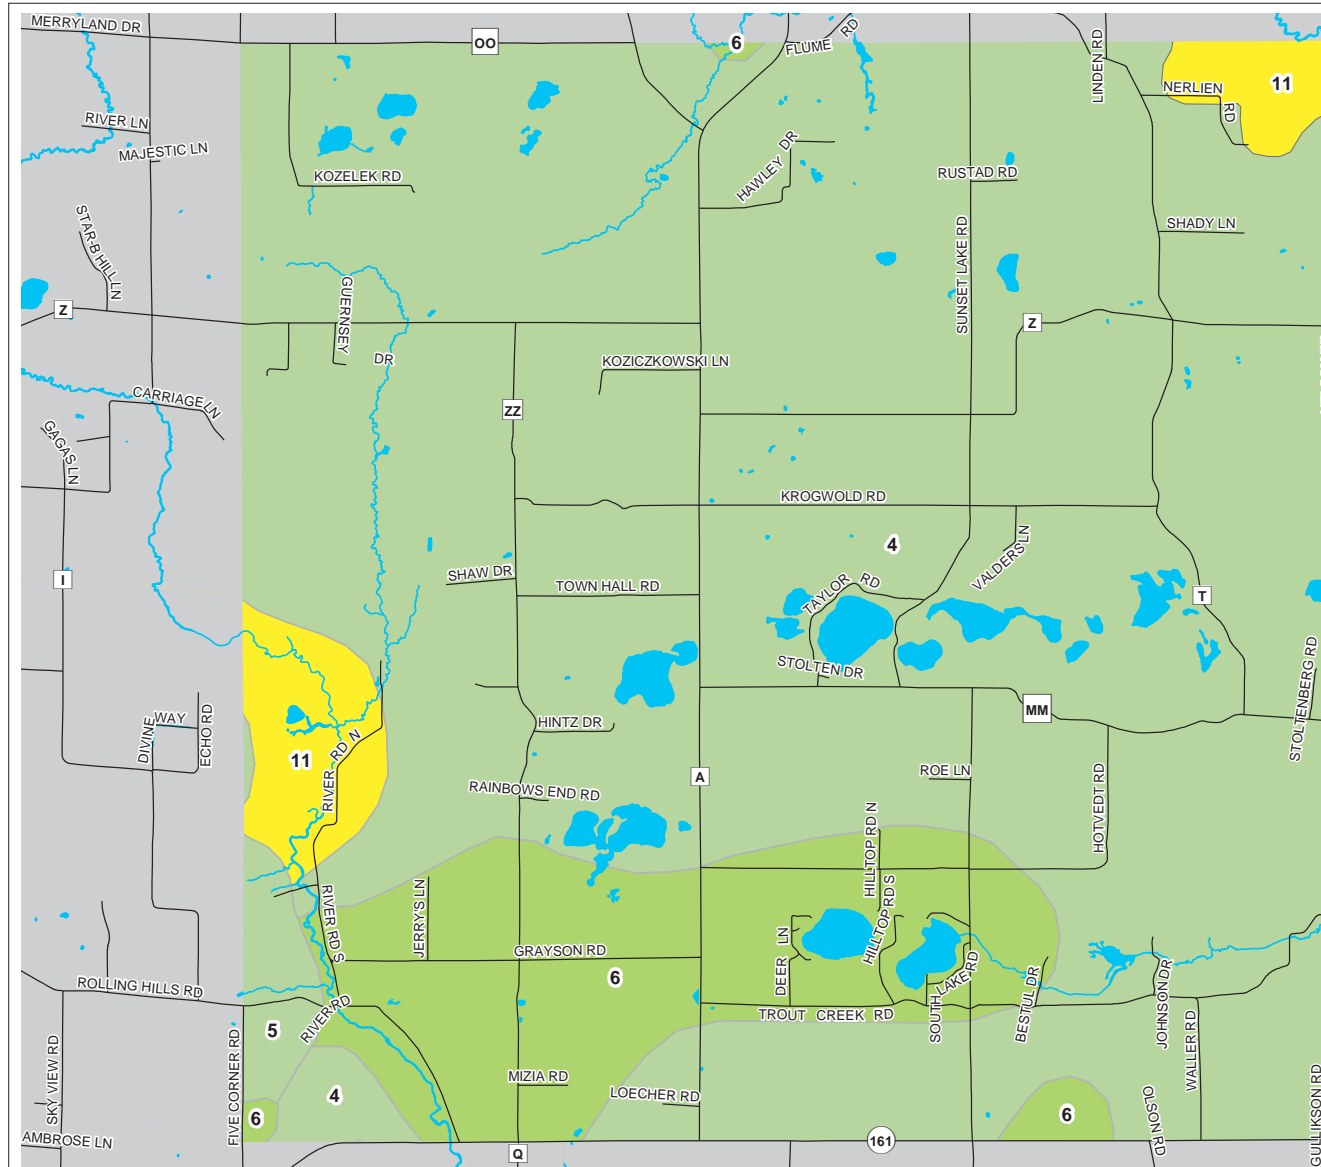 MERRYLAND DR
OO
6
FLUME RD
LINDEN RD
11
NERLIEN RD
RIVER LN
MAJESTIC LN
HAWLEY DR
KOZELEK RD
RUSTAD RD
STAR-B HILL LN
SHADY LN
SUNSET LAKE RD
GUERNSEY DR
Z
Z
KOZICZKOWSKI LN
CARRIAGE LN
ZZ
GAGAS LN
KROGWOLD RD
4
VALDERS LN
SHAW DR
TOWN HALL RD
TAYLOR RD
I
T
STOLTEN DR
STOLTENBERG RD
DIVINE WAY
ECHO RD
HINTZ DR
MM
RIVER RD N
11
A
ROE LN
RAINBOWS END RD
HOTVEDT RD
HILLTOP RD N
JERRY'S LN
RIVER RD S
HILLTOP RD S
DEER LN
GRAYSON RD
6
SOUTH LAKE RD
BESTUL DR
JOHNSON DR
ROLLING HILLS RD
RIVER RD
TROUT CREEK RD
5
SKY VIEW RD
FIVE CORNER RD
WALLER RD
MIZIA RD
LOECHER RD
4
6
6
OLSON RD
GULLIKSON RD
AMBROSE LN
161
Q